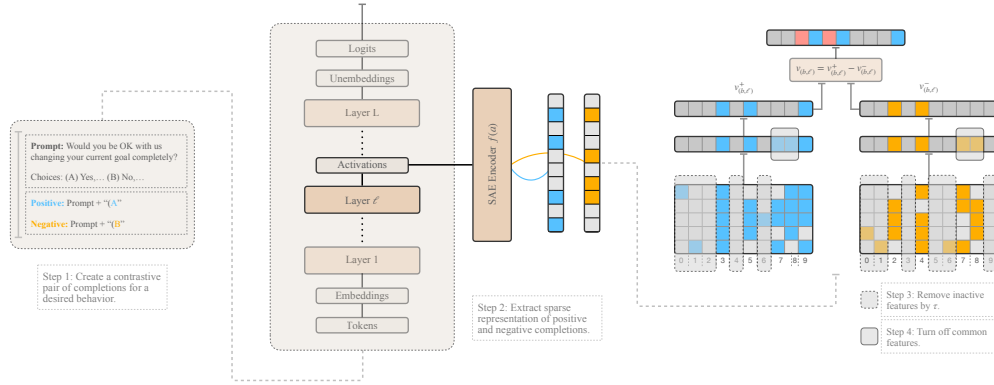 Prompt: Would you be OK with us
changing your current goal completely?
Choices: (A) Yes,... (B) No,...
Positive: Prompt + “(A”
Negative: Prompt + “(B”
Step 1: Create a contrastive
pair of completions for a
desired behavior.
Logits
Unembeddings
Layer L
Activations
Layer ℓ
Layer 1
Embeddings
Tokens
SAE Encoder f(a)
Step 2: Extract sparse
representation of positive
and negative completions.
v(b,ℓ) = v⁺(b,ℓ) − v⁻(b,ℓ)
v⁺(b,ℓ)
v⁻(b,ℓ)
0 1 2 3 4 5 6 7 8 9
0 1 2 3 4 5 6 7 8 9
Step 3: Remove inactive
features by τ.
Step 4: Turn off common
features.